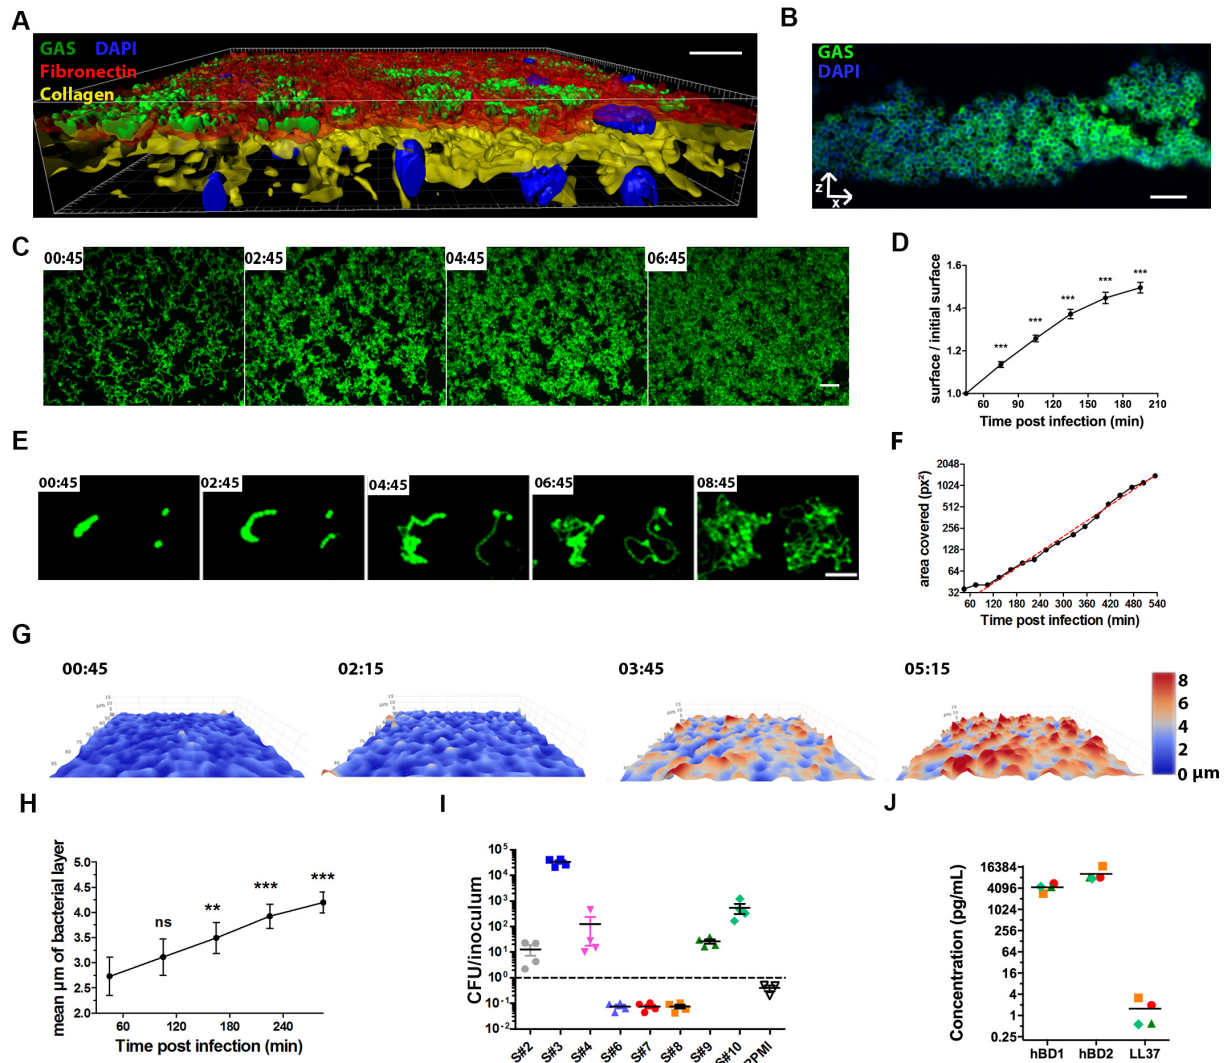 A
GAS DAPI
Fibronectin
Collagen
B
GAS
DAPI
z
x
C
00:45
02:45
04:45
06:45
D
surface / initial surface
1.6
1.4
1.2
1.0
***
***
***
***
***
60 90 120 150 180 210
Time post infection (min)
E
00:45
02:45
04:45
06:45
08:45
F
area covered (px²)
2048
1024
512
256
128
64
32
60 120 180 240 300 360 420 480 540
Time post infection (min)
G
00:45
02:15
03:45
05:15
8
6
4
2
0 µm
H
mean µm of bacterial layer
5.0
4.5
4.0
3.5
3.0
2.5
2.0
ns
**
***
***
60 120 180 240
Time post infection (min)
I
CFU/inoculum
10⁵
10⁴
10³
10²
10¹
10⁰
10⁻¹
10⁻²
S#2 S#3 S#4 S#6 S#7 S#8 S#9 S#10
J
Concentration (pg/mL)
16384
4096
1024
256
64
16
4
1
0.25
hBD1 hBD2 LL37